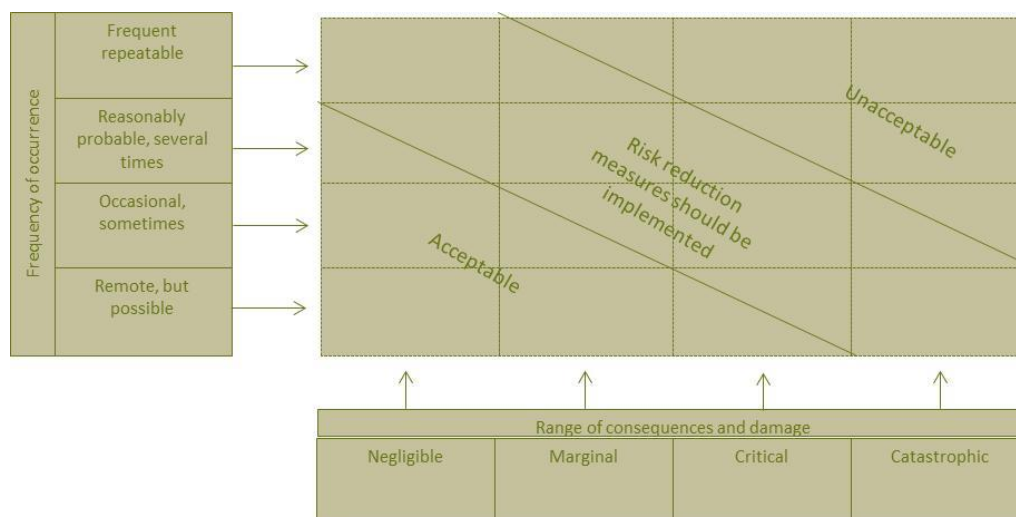 Frequency of occurrence
Frequent
repeatable
Reasonably
probable, several
times
Occasional,
sometimes
Remote, but
possible
Unacceptable
Risk reduction
measures should be
implemented
Acceptable
Range of consequences and damage
Negligible
Marginal
Critical
Catastrophic